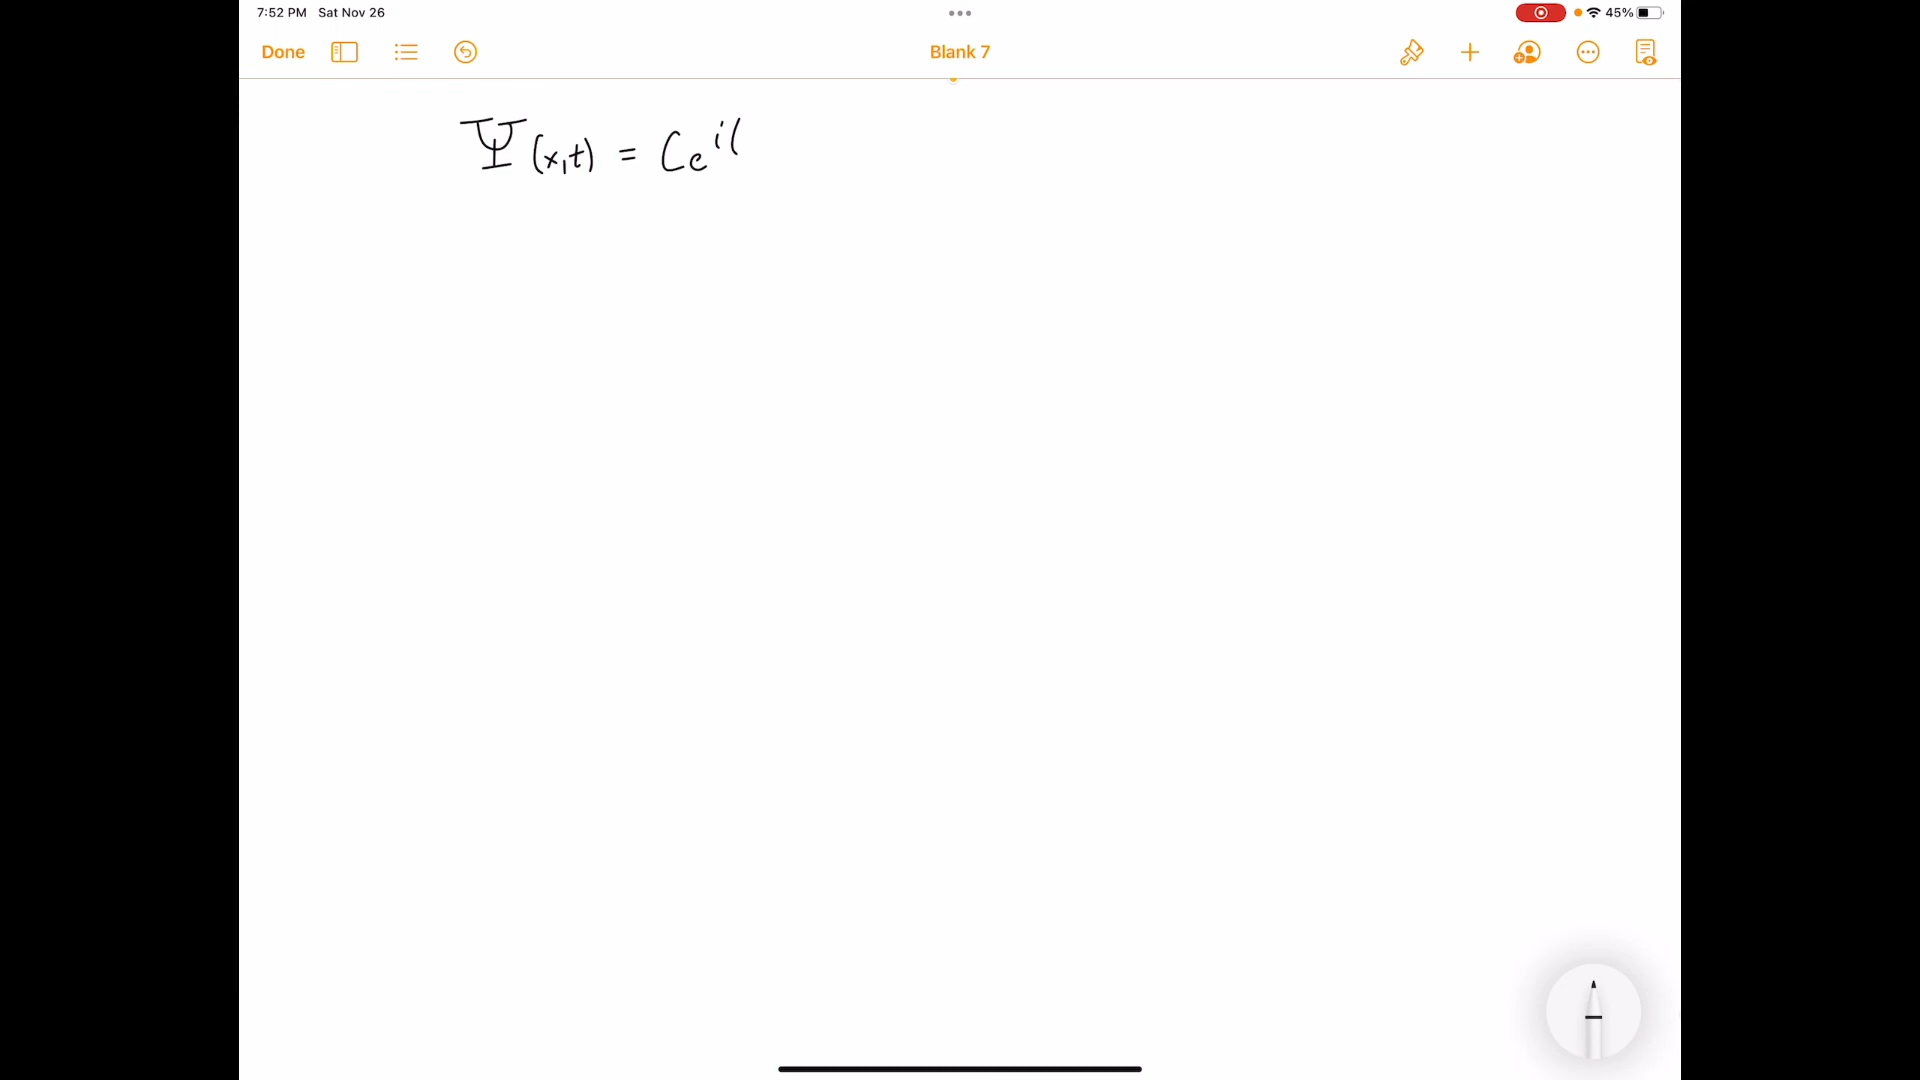 7:52 PM Sat Nov 26
45%
Done
Blank 7
Ψ(x,t) = Ce^i(